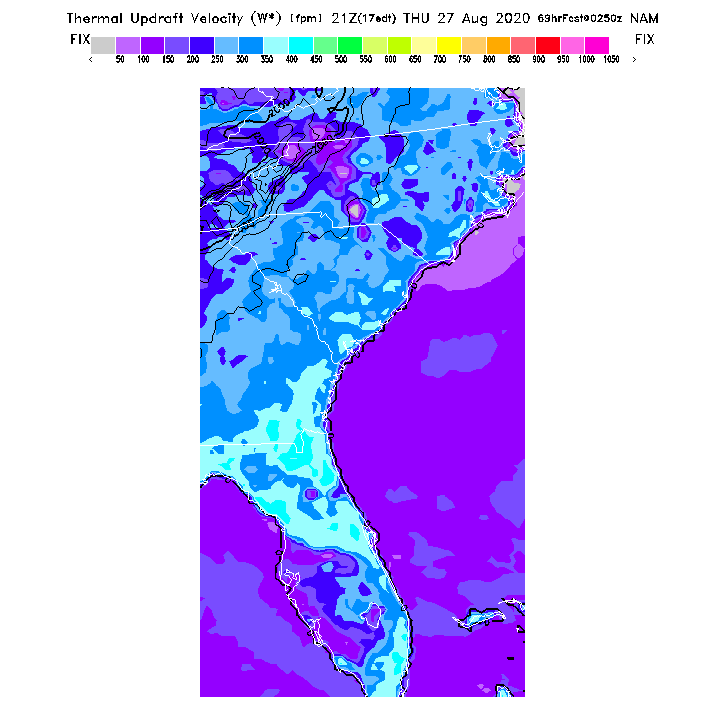 Thermal Updraft Velocity (W*) [fpm] 21Z(17edt) THU 27 Aug 2020 69hrFcst@0250z NAM
FIX FIX
< 50 100 150 200 250 300 350 400 450 500 550 600 650 700 750 800 850 900 950 1000 1050 >